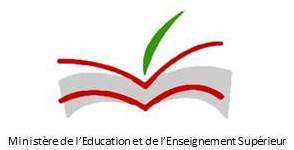 Ministère de l’Education et de l’Enseignement Supérieur